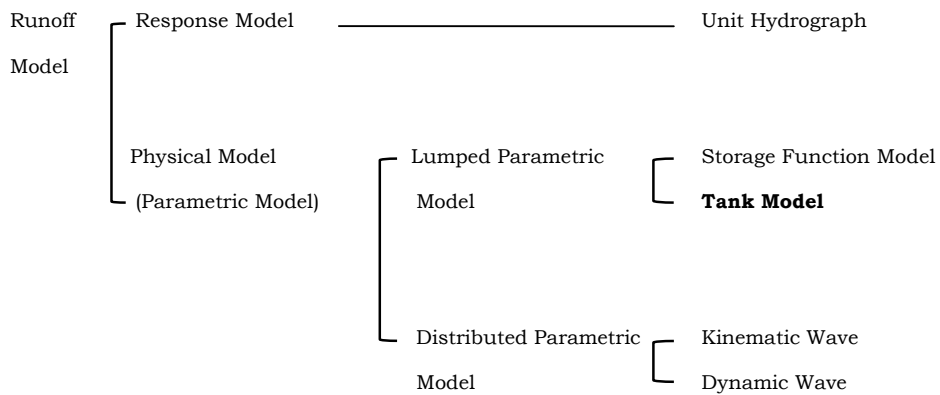 Runoff Response Model Unit Hydrograph
Model
Physical Model Lumped Parametric Storage Function Model
(Parametric Model) Model Tank Model
Distributed Parametric Kinematic Wave
Model Dynamic Wave